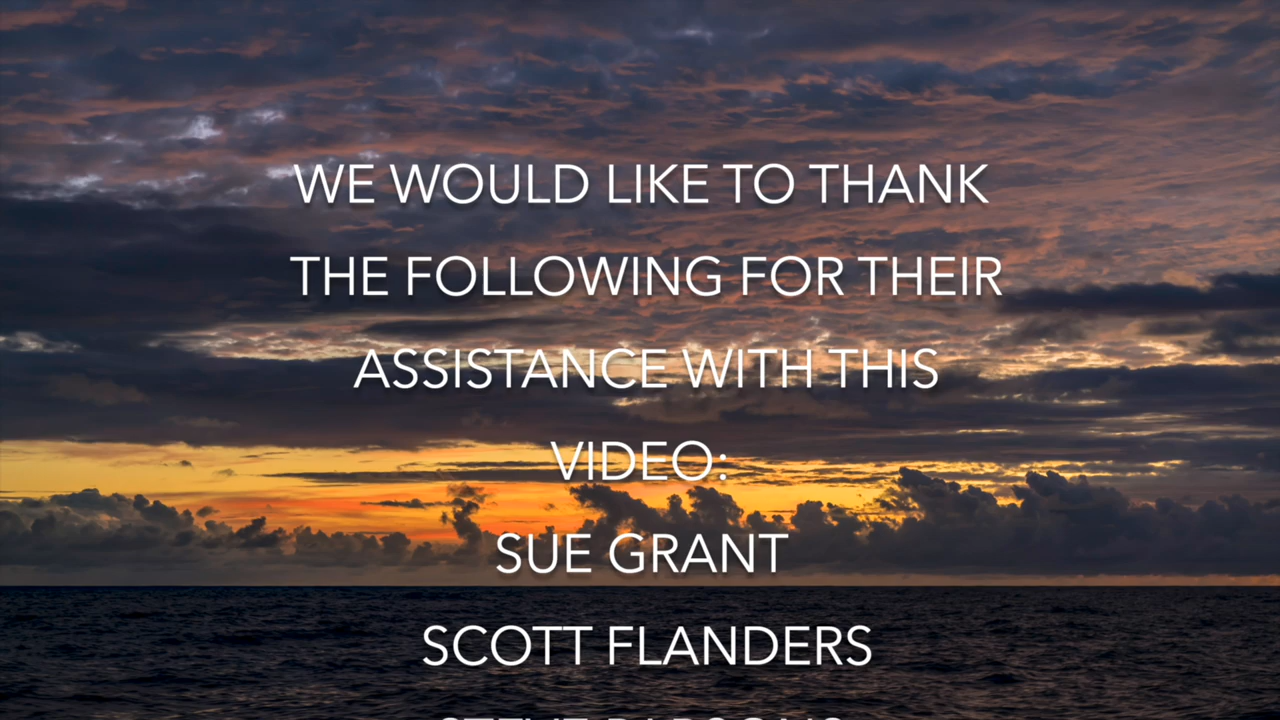 WE WOULD LIKE TO THANK
THE FOLLOWING FOR THEIR
ASSISTANCE WITH THIS
VIDEO:
SUE GRANT
SCOTT FLANDERS